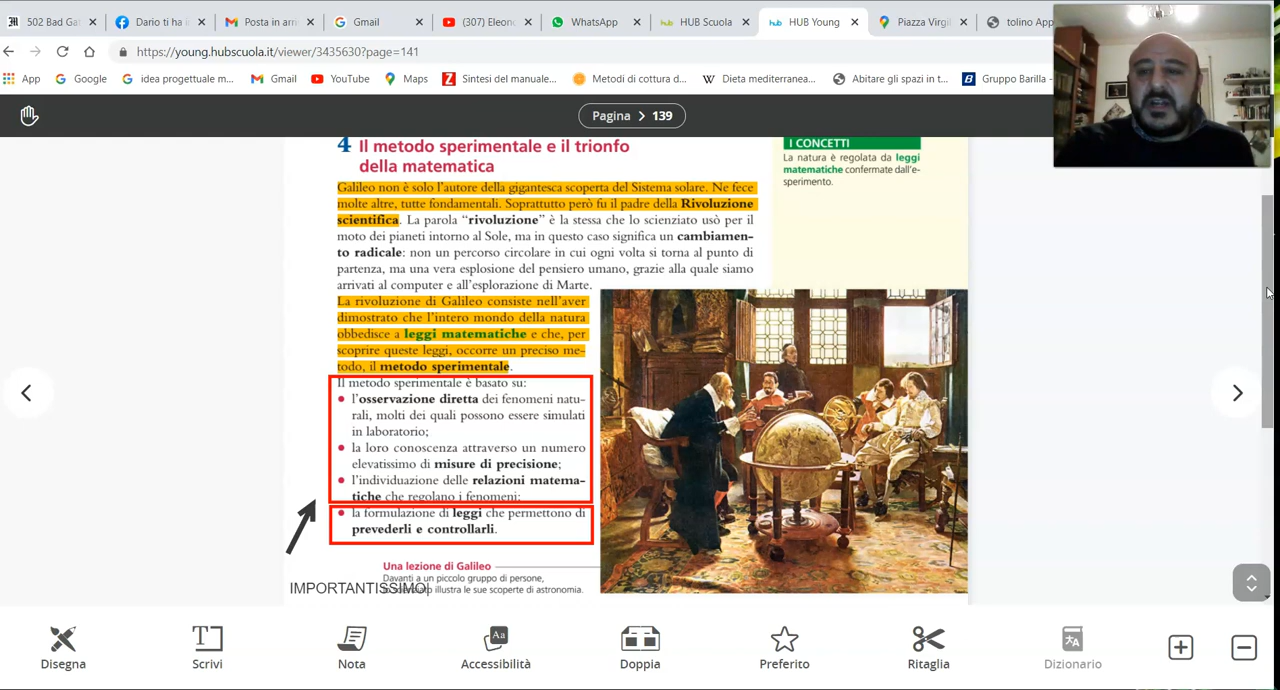 502 Bad Ga
Dario ti ha i
Posta in arri
Gmail
(307) Eleon
WhatsApp
HUB Scuola
HUB Young
Piazza Virgil
tolino App
https://young.hubscuola.it/viewer/3435630?page=141
App
Google
idea progettuale m...
Gmail
YouTube
Maps
Sintesi del manuale...
Metodi di cottura d...
Dieta mediterranea...
Abitare gli spazi in t...
Gruppo Barilla -
Pagina > 139
4 Il metodo sperimentale e il trionfo
della matematica
Galileo non è solo l'autore della gigantesca scoperta del Sistema solare. Ne fece
molte altre, tutte fondamentali. Soprattutto però fu il padre della Rivoluzione
scientifica. La parola "rivoluzione" è la stessa che lo scienziato usò per il
moto dei pianeti intorno al Sole, ma in questo caso significa un cambiamen-
to radicale: non un percorso circolare in cui ogni volta si torna al punto di
partenza, ma una vera esplosione del pensiero umano, grazie alla quale siamo
arrivati al computer e all'esplorazione di Marte.
La rivoluzione di Galileo consiste nell'aver
dimostrato che l'intero mondo della natura
obbedisce a leggi matematiche e che, per
scoprire queste leggi, occorre un preciso me-
todo, il metodo sperimentale.
Il metodo sperimentale è basato su:
• l'osservazione diretta dei fenomeni natu-
rali, molti dei quali possono essere simulati
in laboratorio;
• la loro conoscenza attraverso un numero
elevatissimo di misure di precisione;
• l'individuazione delle relazioni matema-
tiche che regolano i fenomeni;
• la formulazione di leggi che permettono di
prevederli e controllarli.
I CONCETTI
La natura è regolata da leggi
matematiche confermate dall'e-
sperimento.
Una lezione di Galileo
Davanti a un piccolo gruppo di persone,
IMPORTANTISSIMO
illustra le sue scoperte di astronomia.
Disegna
Scrivi
Nota
Accessibilità
Doppia
Preferito
Ritaglia
Dizionario